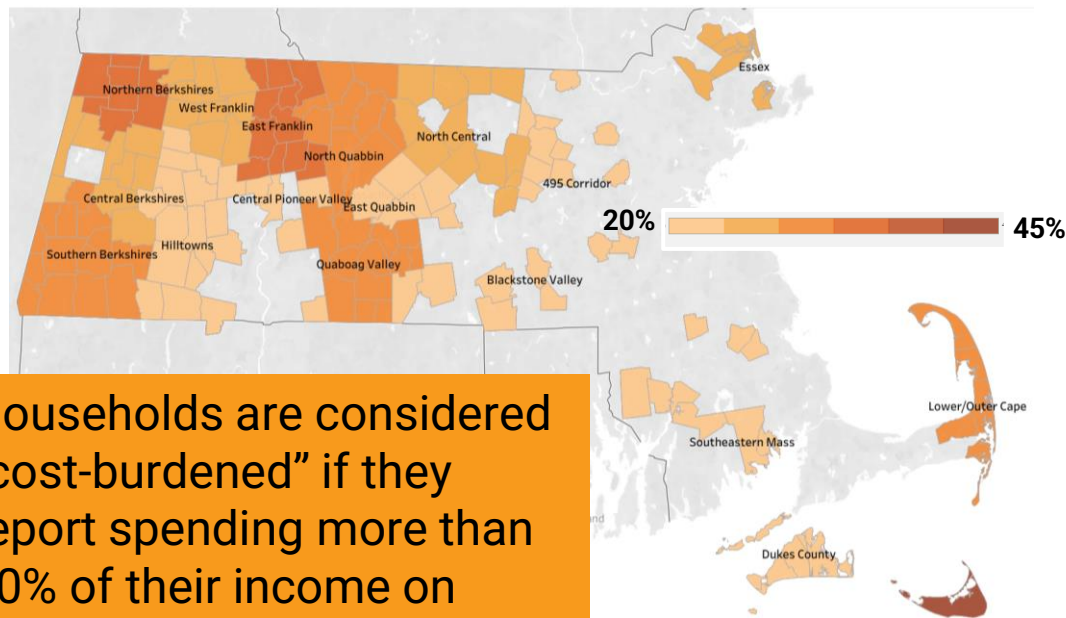 Essex
Northern Berkshires
West Franklin
East Franklin
North Central
North Quabbin
495 Corridor
Central Berkshires
Central Pioneer Valley
East Quabbin
20%
45%
Hilltowns
Southern Berkshires
Quaboag Valley
Blackstone Valley
Lower/Outer Cape
Southeastern Mass
Dukes County
ouseholds are considered
cost-burdened” if they
eport spending more than
0% of their income on